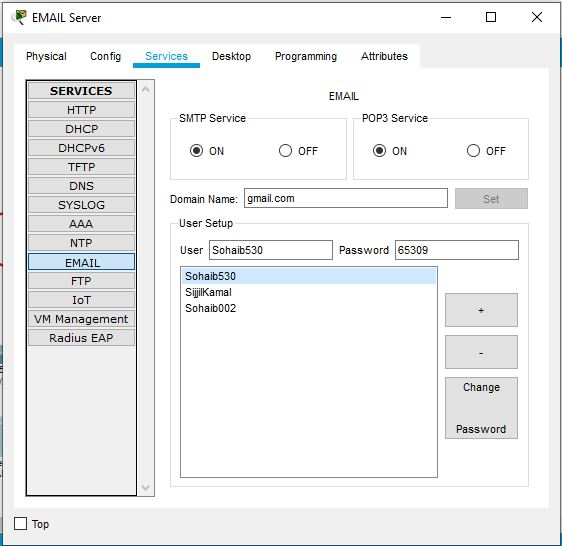 EMAIL Server
Physical Config Services Desktop Programming Attributes
SERVICES
HTTP
DHCP
DHCPv6
TFTP
DNS
SYSLOG
AAA
NTP
EMAIL
FTP
IoT
VM Management
Radius EAP
EMAIL
SMTP Service
ON OFF
POP3 Service
ON OFF
Domain Name: gmail.com Set
User Setup
User Sohaib530 Password 65309
Sohaib530
SijjilKamal
Sohaib002
+
-
Change
Password
Top